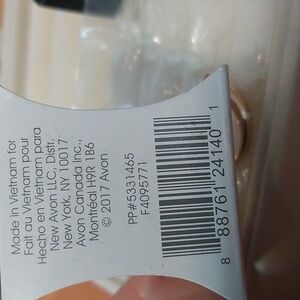 Made in Vietnam for
Fait au Vietnam pour
Hecho en Vietnam para
New Avon LLC, Distr.
New York, NY 10017
Avon Canada Inc.,
Montréal H9R 1B6
© 2017 Avon
PP#5331465
F4095771
8 88761 24140 1